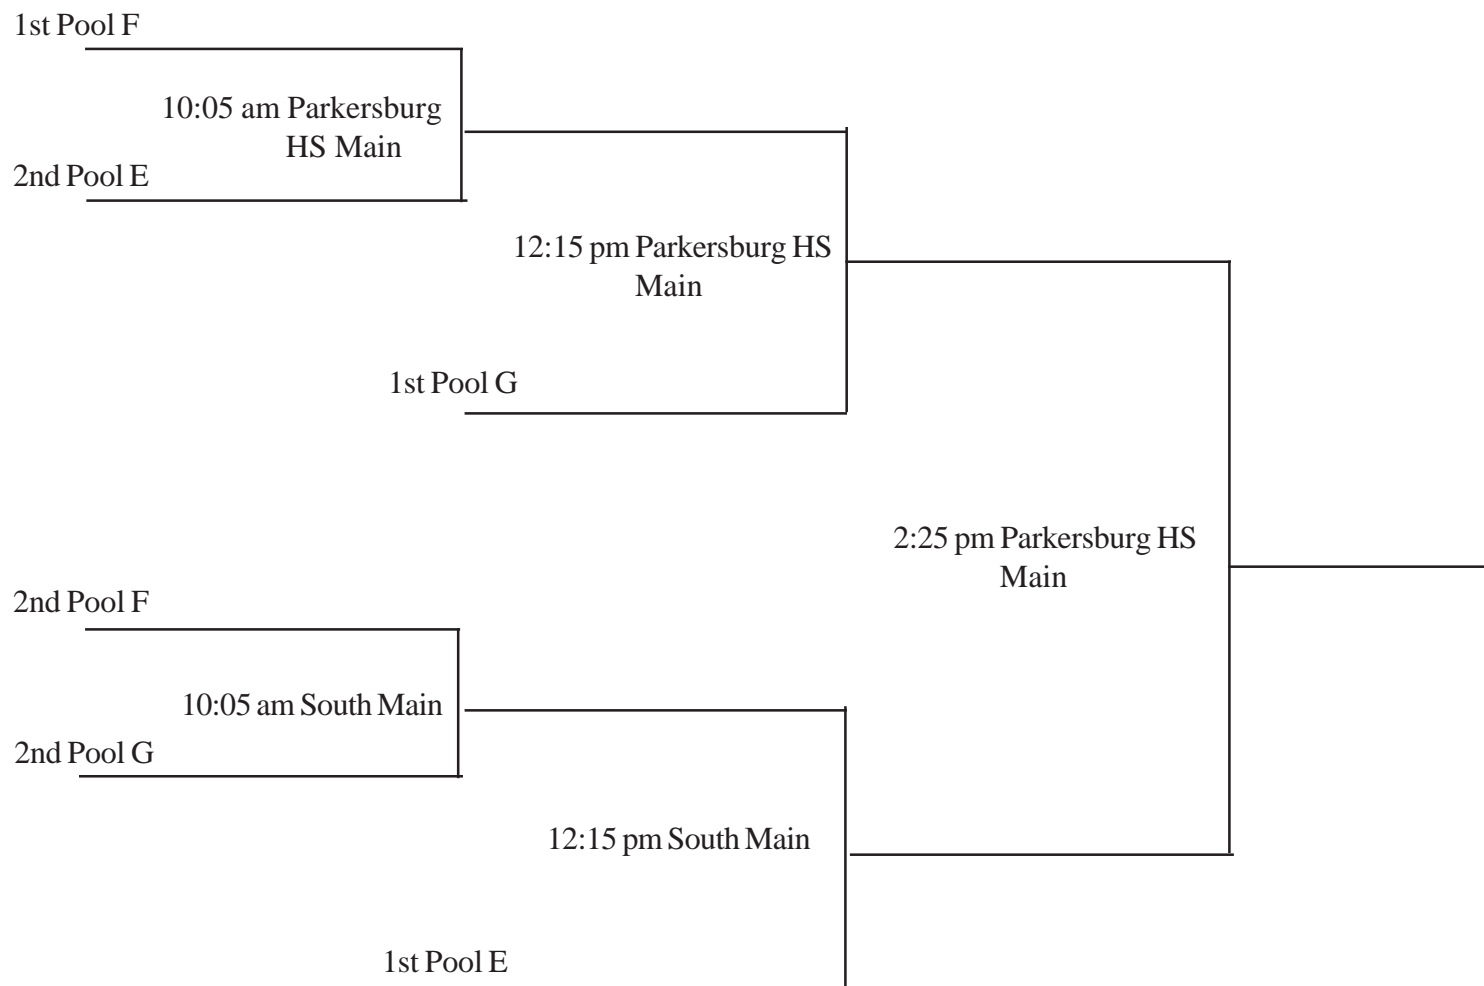 1st Pool F
10:05 am Parkersburg
HS Main
2nd Pool E
12:15 pm Parkersburg HS
Main
1st Pool G
2:25 pm Parkersburg HS
Main
2nd Pool F
10:05 am South Main
2nd Pool G
12:15 pm South Main
1st Pool E